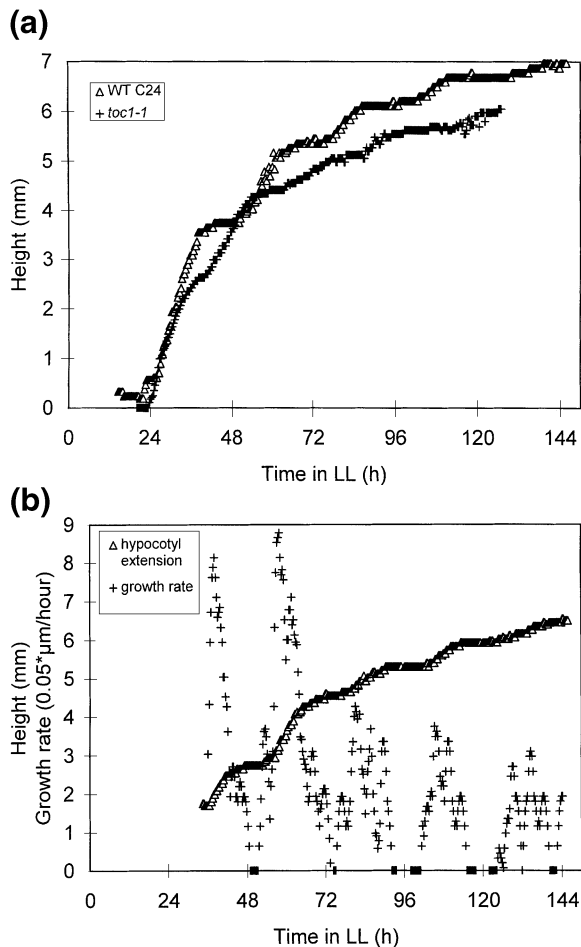 (a)
7
6
5
4
3
2
1
0
Height (mm)
△ WT C24
+ toc1-1
0 24 48 72 96 120 144
Time in LL (h)
(b)
9
8
7
6
5
4
3
2
1
0
Height (mm)
Growth rate (0.05*μm/hour)
△ hypocotyl
extension
+ growth rate
0 24 48 72 96 120 144
Time in LL (h)